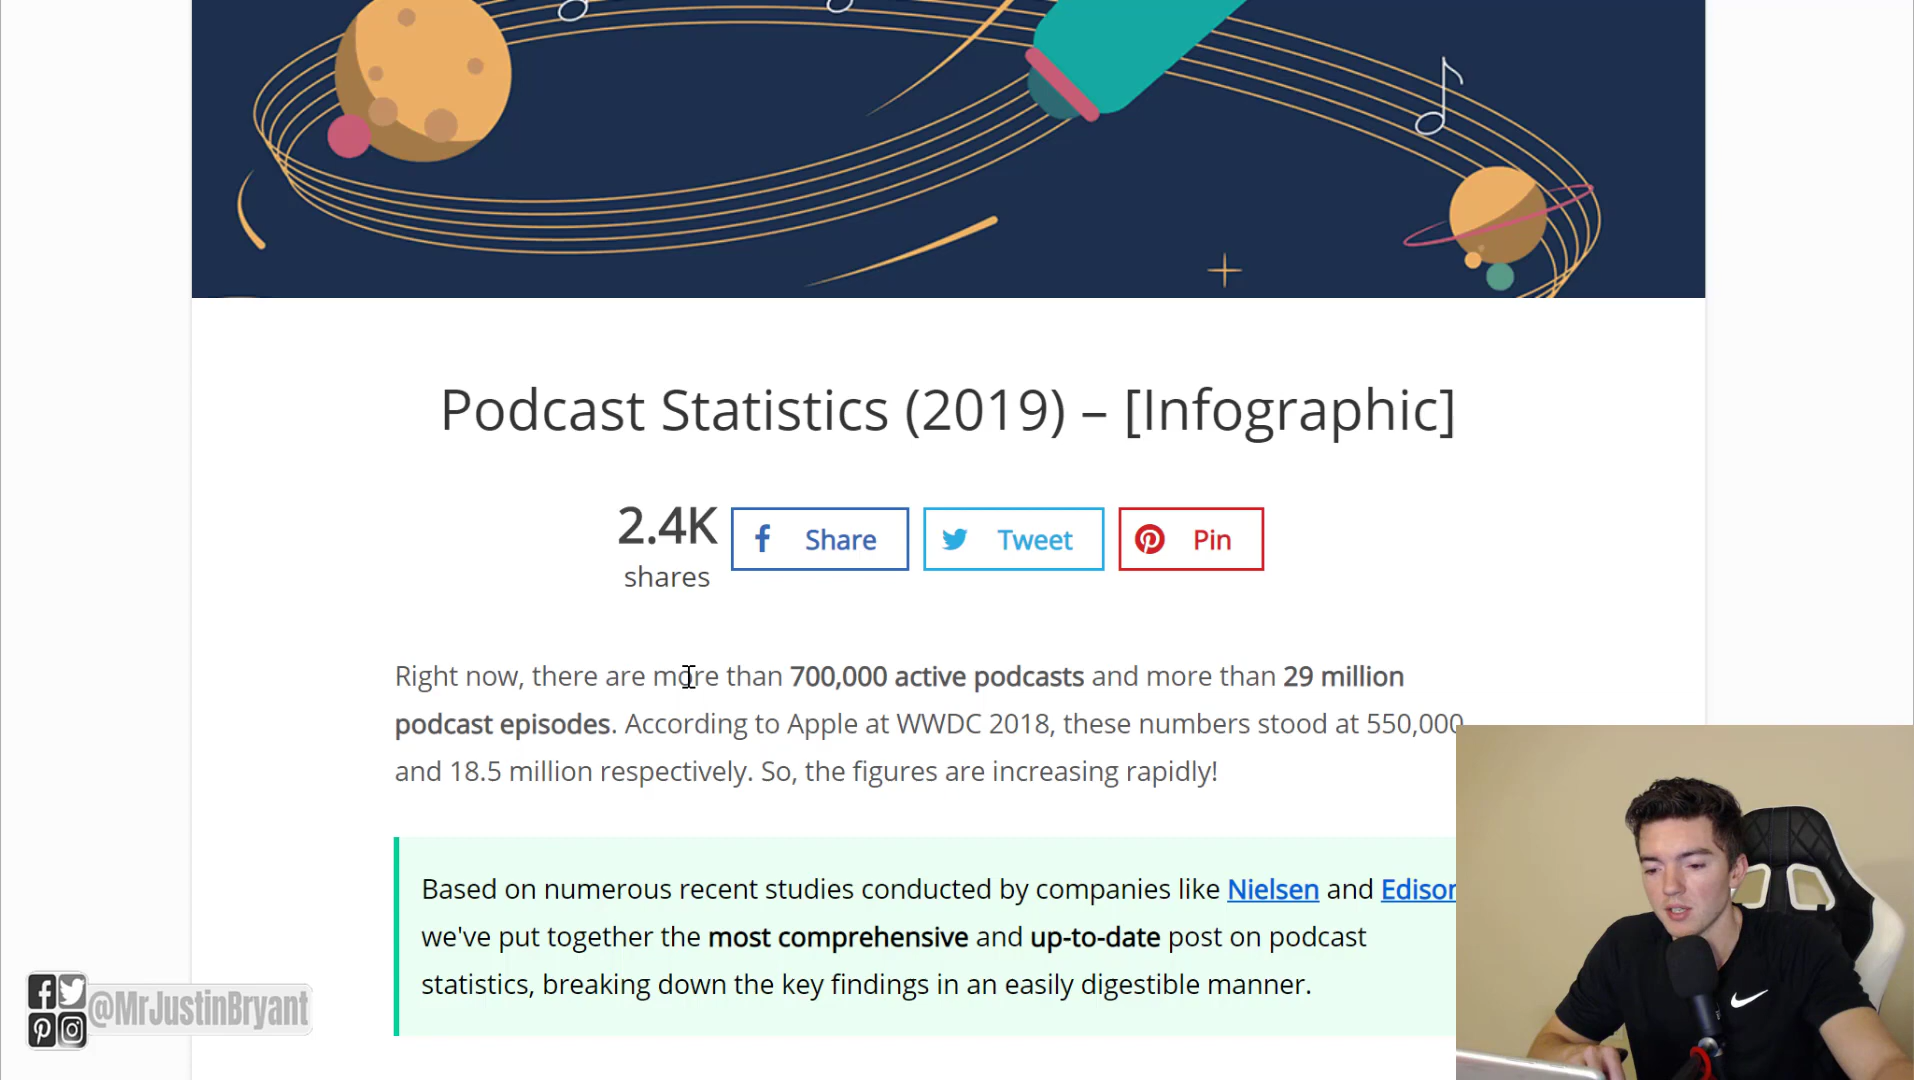 Podcast Statistics (2019) – [Infographic]
2.4K
shares
Share
Tweet
Pin
Right now, there are more than 700,000 active podcasts and more than 29 million
podcast episodes. According to Apple at WWDC 2018, these numbers stood at 550,000
and 18.5 million respectively. So, the figures are increasing rapidly!
Based on numerous recent studies conducted by companies like Nielsen and Edison
we've put together the most comprehensive and up-to-date post on podcast
statistics, breaking down the key findings in an easily digestible manner.
@MrJustinBryant